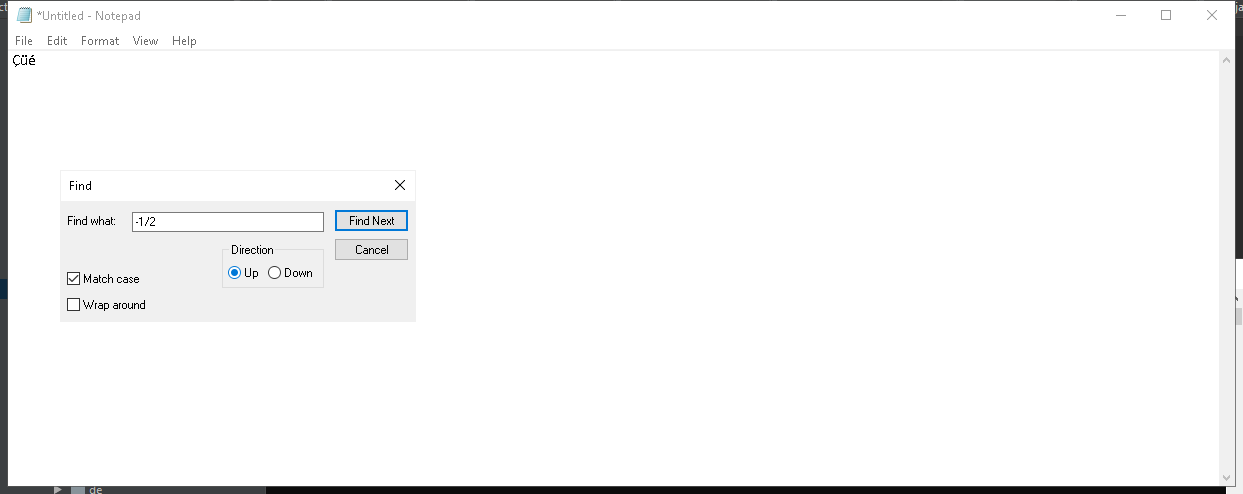 *Untitled - Notepad
File Edit Format View Help
Çüé
Find
Find what: -1/2 Find Next
Direction Cancel
Up Down
Match case
Wrap around
de